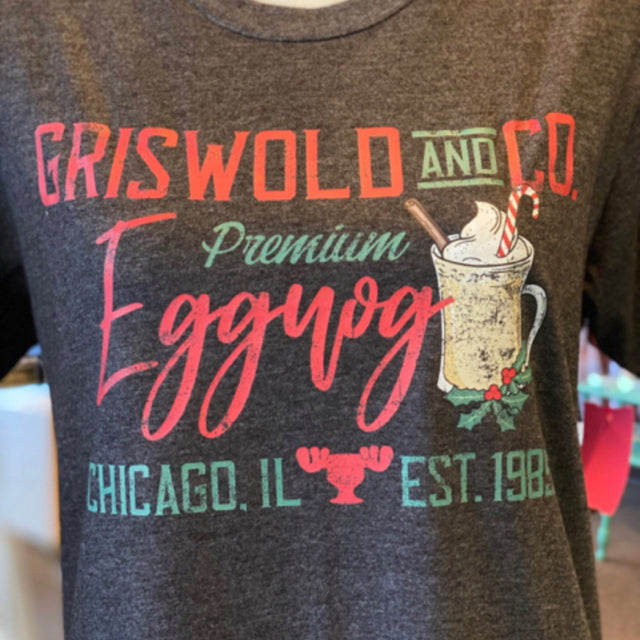 GRISWOLD AND CO.
Premium
Eggnog
CHICAGO, IL EST. 1989